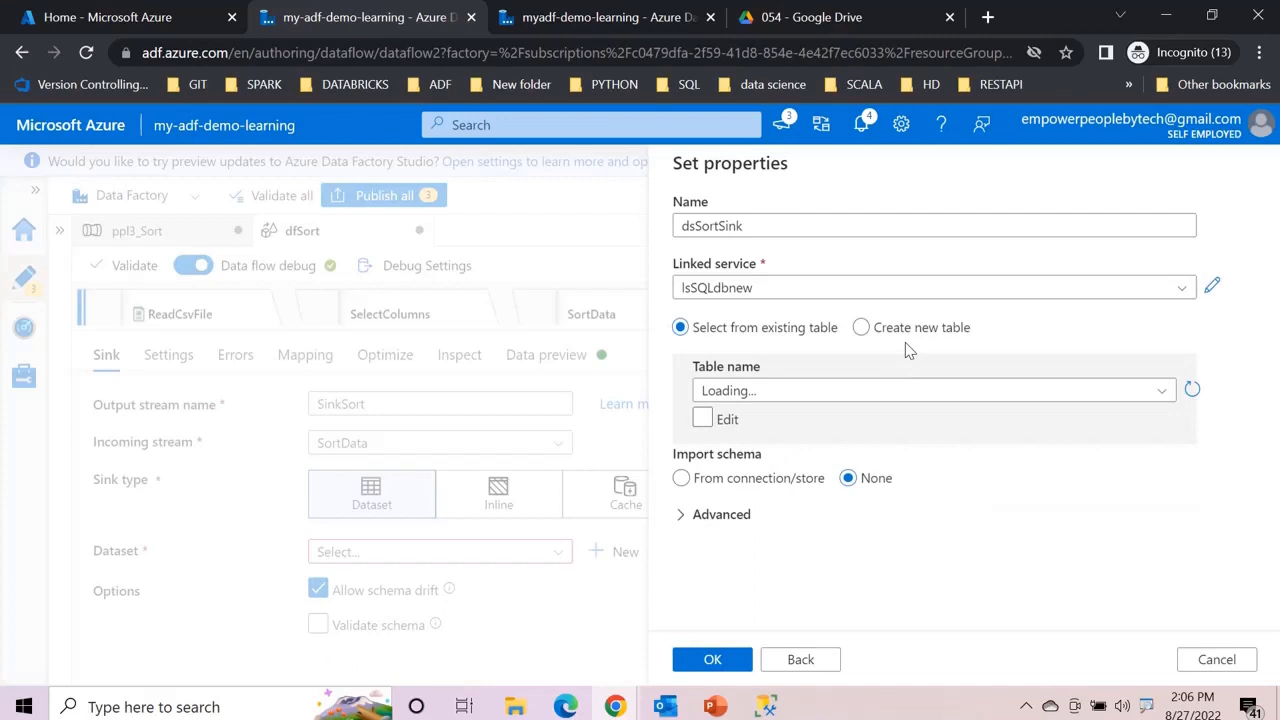 Home - Microsoft Azure
my-adf-demo-learning - Azure D
myadf-demo-learning - Azure Da
054 - Google Drive
adf.azure.com/en/authoring/dataflow/dataflow2?factory=%2Fsubscriptions%2Fc0479dfa-2f59-41d8-854e-4e42f7ec6033%2FresourceGroup...
Incognito (13)
Version Controlling...
GIT
SPARK
DATABRICKS
ADF
New folder
PYTHON
SQL
data science
SCALA
HD
RESTAPI
»
Other bookmarks
Microsoft Azure
my-adf-demo-learning
Search
3
4
empowerpeoplebytech@gmail.com
SELF EMPLOYED
Would you like to try preview updates to Azure Data Factory Studio? Open settings to learn more and op
Data Factory
Validate all
Publish all 3
ppl3_Sort
dfSort
Validate
Data flow debug
Debug Settings
3
ReadCsvFile
SelectColumns
SortData
Sink
Settings
Errors
Mapping
Optimize
Inspect
Data preview
Output stream name *
SinkSort
Learn m
Incoming stream *
SortData
Sink type *
Dataset
Inline
Cache
Dataset *
Select...
New
Options
Allow schema drift
Validate schema
Set properties
Name
dsSortSink
Linked service *
lsSQLdbnew
Select from existing table
Create new table
Table name
Loading...
Edit
Import schema
From connection/store
None
Advanced
OK
Back
Cancel
Type here to search
2:06 PM
8/27/2022
41